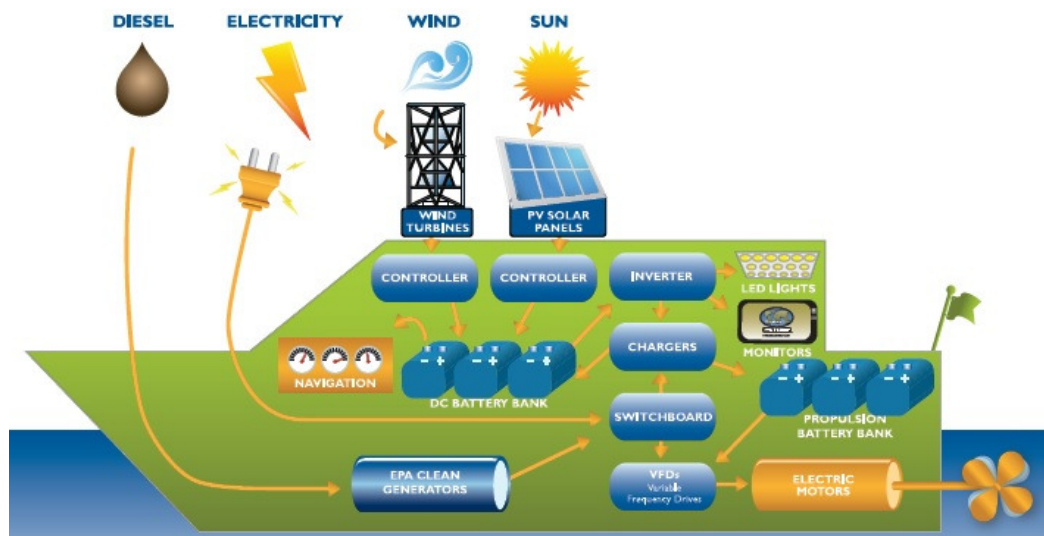 DIESEL
ELECTRICITY
WIND
SUN
WIND
TURBINES
PV SOLAR
PANELS
CONTROLLER
CONTROLLER
INVERTER
LED LIGHTS
CHARGERS
MONITORS
NAVIGATION
DC BATTERY BANK
SWITCHBOARD
PROPULSION
BATTERY BANK
EPA CLEAN
GENERATORS
VFDs
Variable
Frequency Drives
ELECTRIC
MOTORS